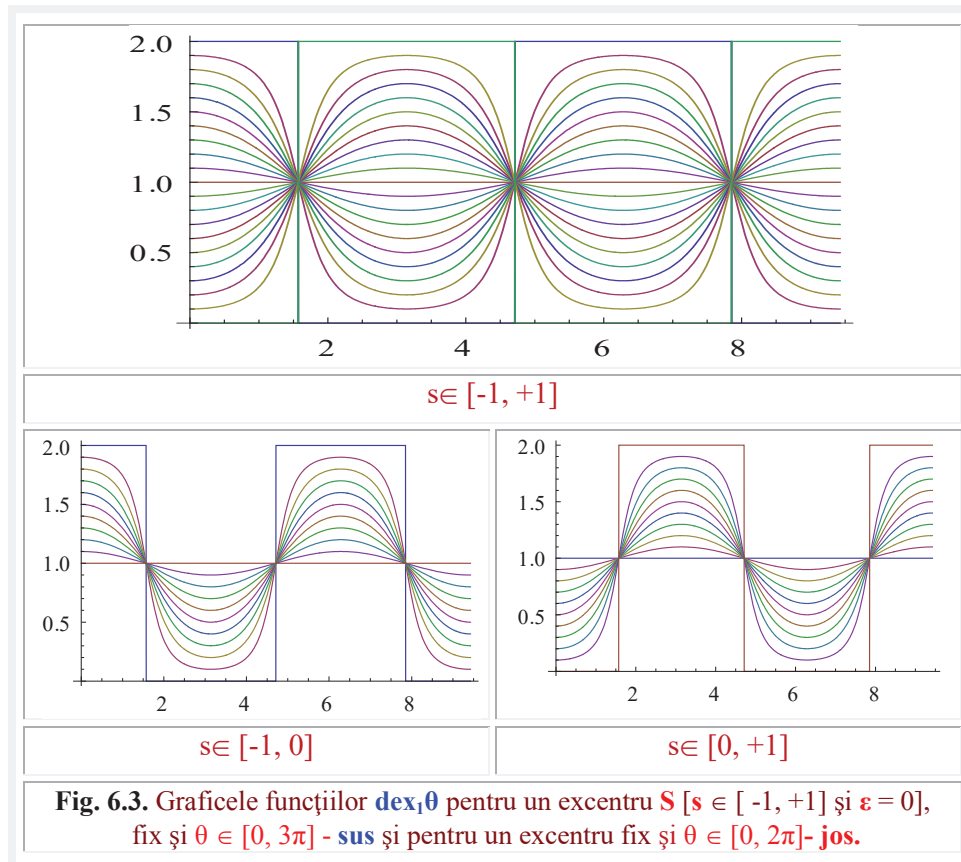 2.0
1.5
1.0
0.5
2 4 6 8
s∈ [-1, +1]
2.0
1.5
1.0
0.5
2 4 6 8
s∈ [-1, 0]
2.0
1.5
1.0
0.5
2 4 6 8
s∈ [0, +1]
Fig. 6.3. Graficele funcţiilor dex₁θ pentru un excentru S [s ∈ [ -1, +1] şi ε = 0],
fix şi θ ∈ [0, 3π] - sus şi pentru un excentru fix şi θ ∈ [0, 2π]- jos.